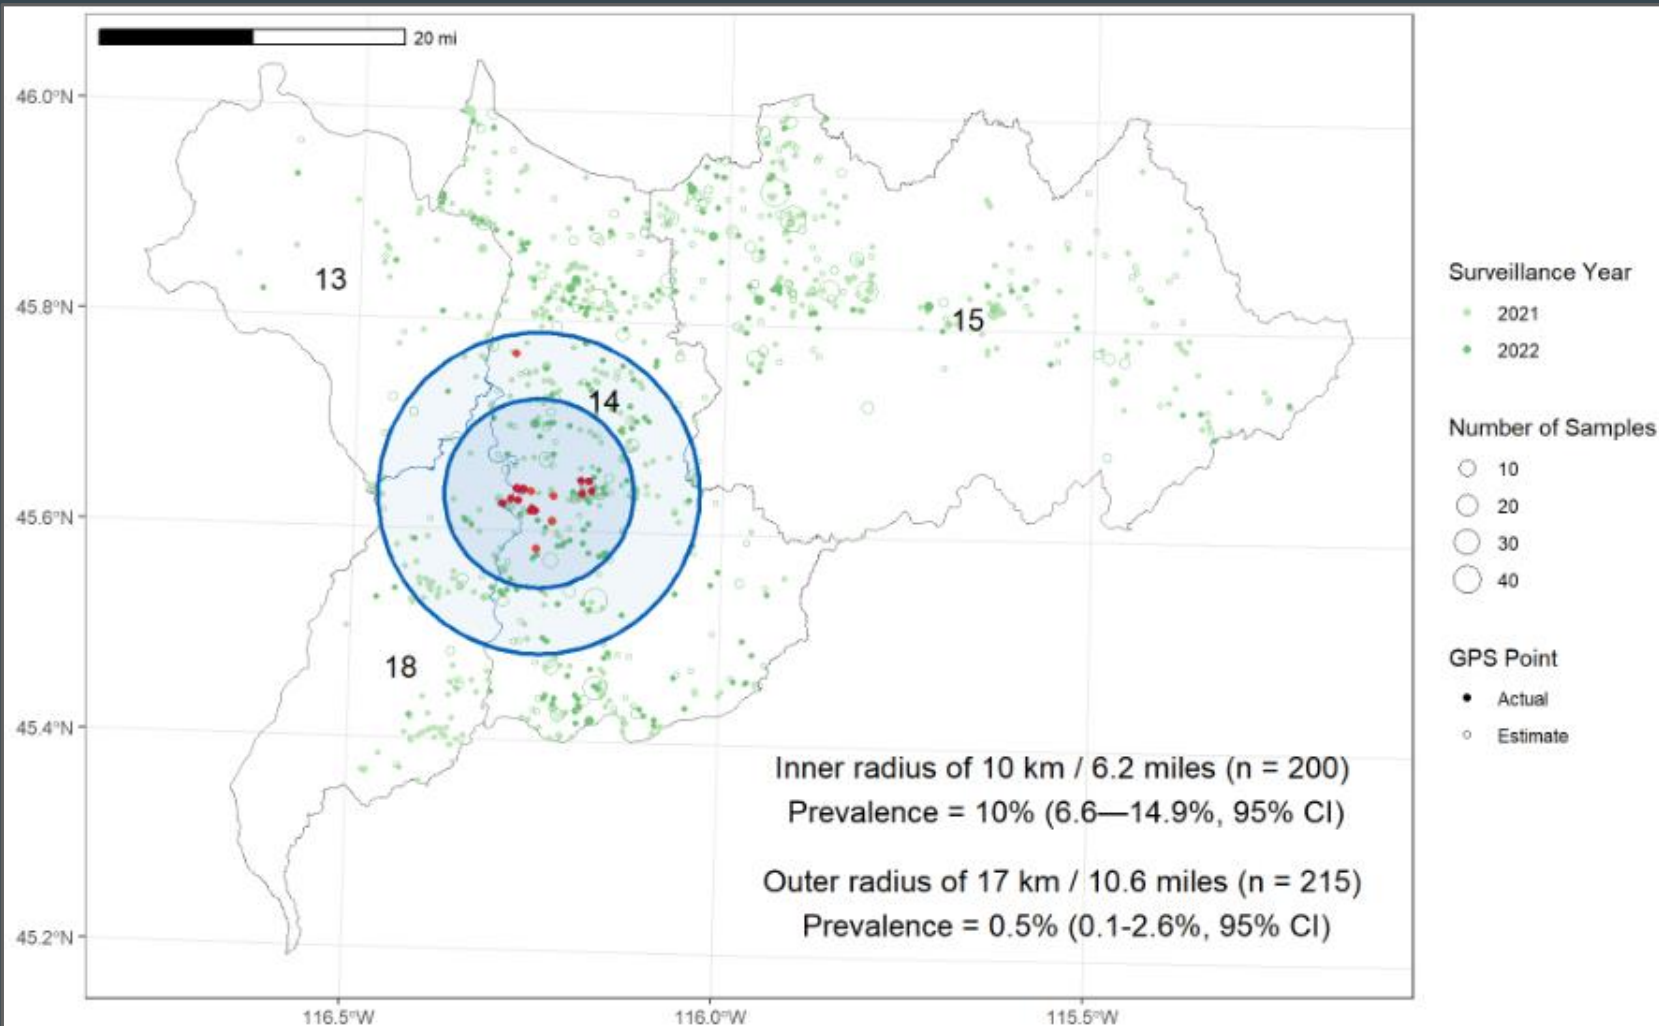 20 mi
46.0°N
45.8°N
45.6°N
45.4°N
45.2°N
116.5°W
116.0°W
115.5°W
13
14
15
18
Inner radius of 10 km / 6.2 miles (n = 200)
Prevalence = 10% (6.6—14.9%, 95% CI)
Outer radius of 17 km / 10.6 miles (n = 215)
Prevalence = 0.5% (0.1-2.6%, 95% CI)
Surveillance Year
2021
2022
Number of Samples
10
20
30
40
GPS Point
Actual
Estimate